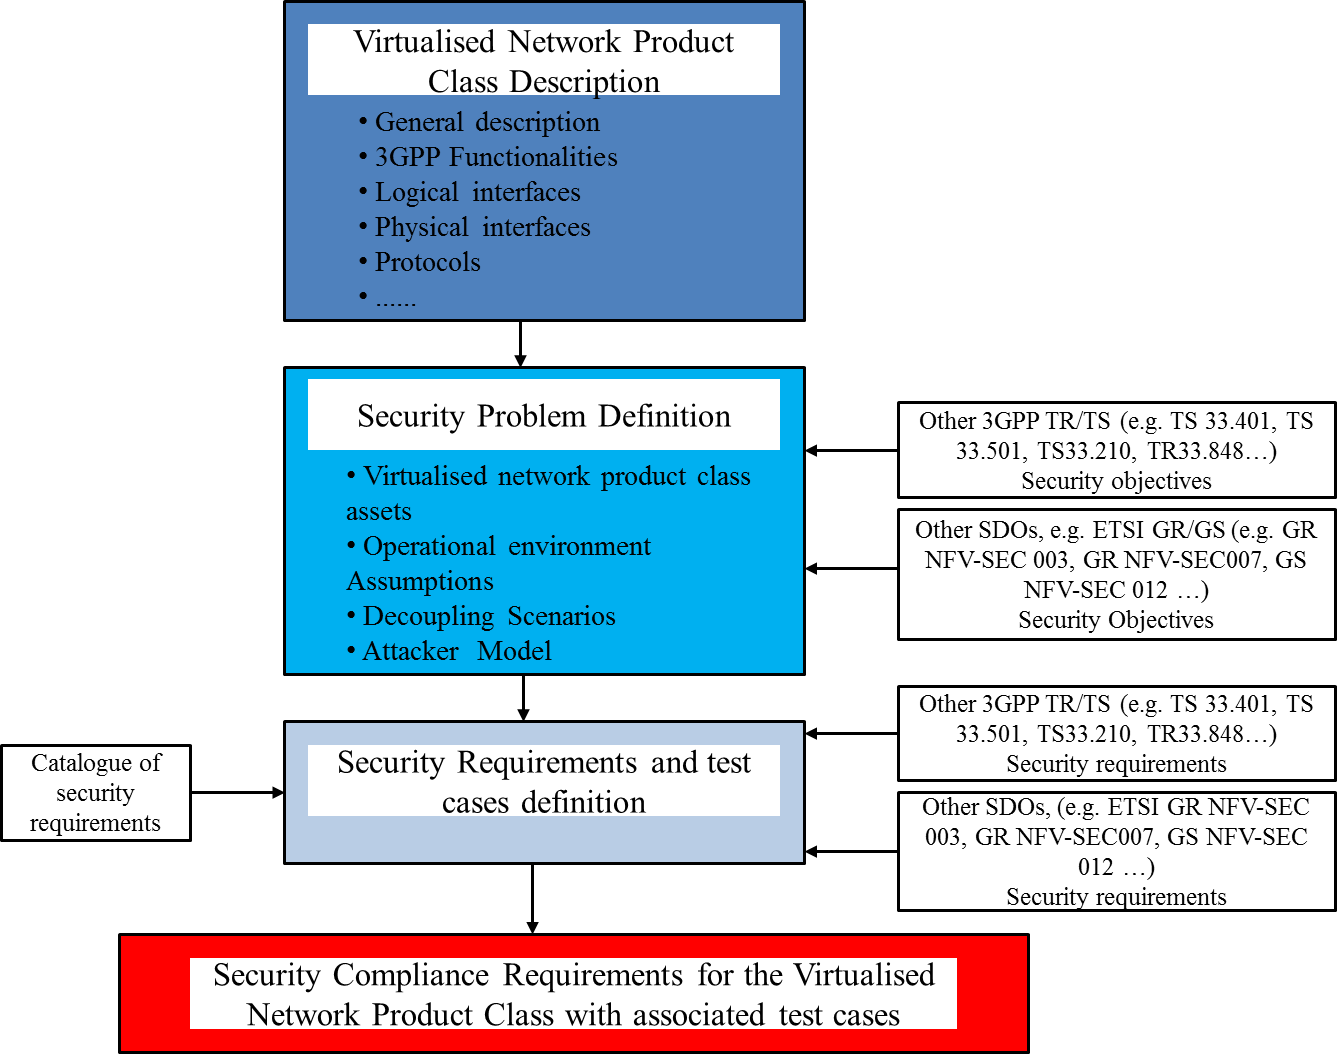 Virtualised Network Product
Class Description
• General description
• 3GPP Functionalities
• Logical interfaces
• Physical interfaces
• Protocols
• ......
Security Problem Definition
• Virtualised network product class
assets
• Operational environment
Assumptions
• Decoupling Scenarios
• Attacker Model
Other 3GPP TR/TS (e.g. TS 33.401, TS
33.501, TS33.210, TR33.848…)
Security objectives
Other SDOs, e.g. ETSI GR/GS (e.g. GR
NFV-SEC 003, GR NFV-SEC007, GS
NFV-SEC 012 …)
Security Objectives
Catalogue of
security
requirements
Security Requirements and test
cases definition
Other 3GPP TR/TS (e.g. TS 33.401, TS
33.501, TS33.210, TR33.848…)
Security requirements
Other SDOs, (e.g. ETSI GR NFV-SEC
003, GR NFV-SEC007, GS NFV-SEC
012 …)
Security requirements
Security Compliance Requirements for the Virtualised
Network Product Class with associated test cases